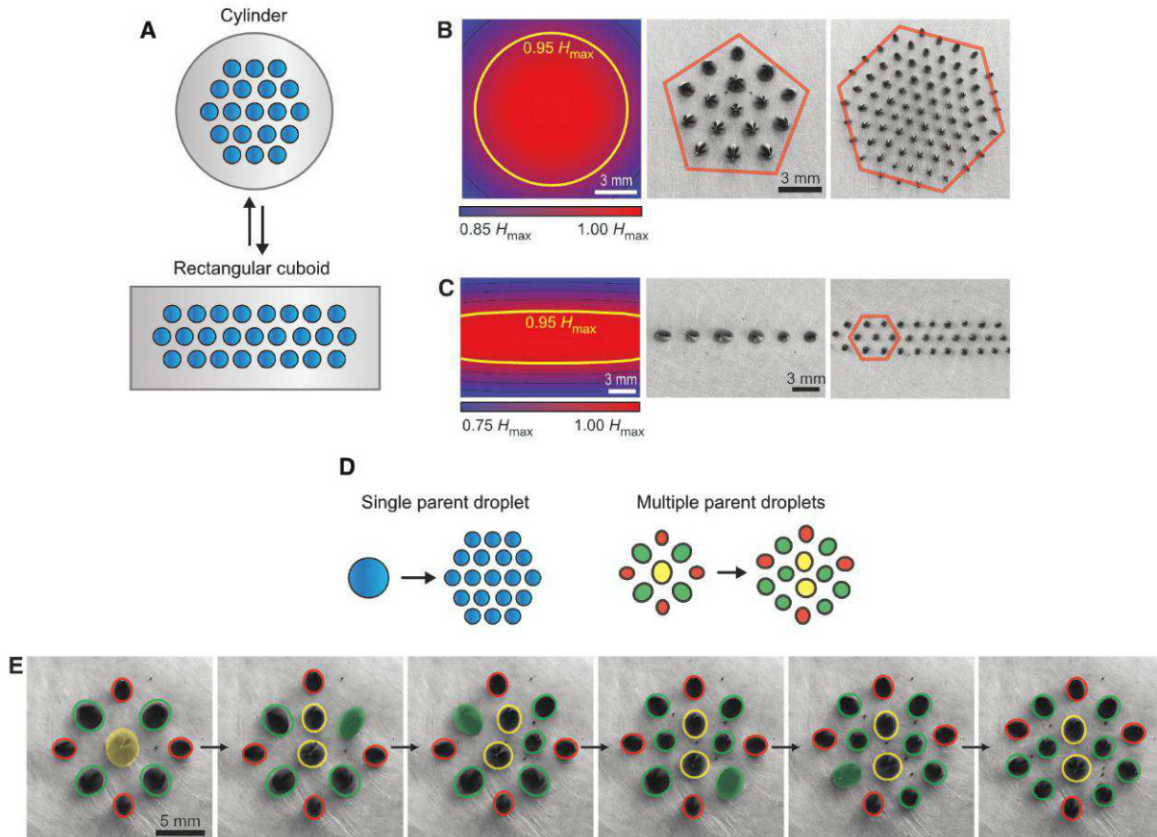 A
Cylinder
Rectangular cuboid
B
0.95 Hmax
3 mm
3 mm
0.85 Hmax 1.00 Hmax
C
0.95 Hmax
3 mm
3 mm
0.75 Hmax 1.00 Hmax
D
Single parent droplet
Multiple parent droplets
E
5 mm